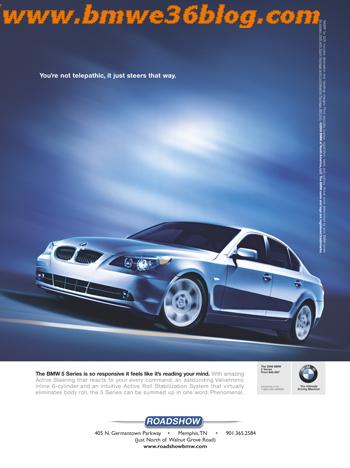 www.bmwe36blog.com
You're not telepathic, it just steers that way.
The BMW 5 Series is so responsive it feels like it's reading your mind. With amazing
Active Steering that reacts to your every command, an astounding Valvetronic
inline 6-cylinder and an intuitive Active Roll Stabilization System that virtually
eliminates body roll, the 5 Series can be summed up in one word. Phenomenal.
5 Series
The Ultimate
Driving Machine
ROADSHOW
405 N. Germantown Parkway • Memphis, TN • 901.365.2584
(Just North of Walnut Grove Road)
www.roadshowbmw.com